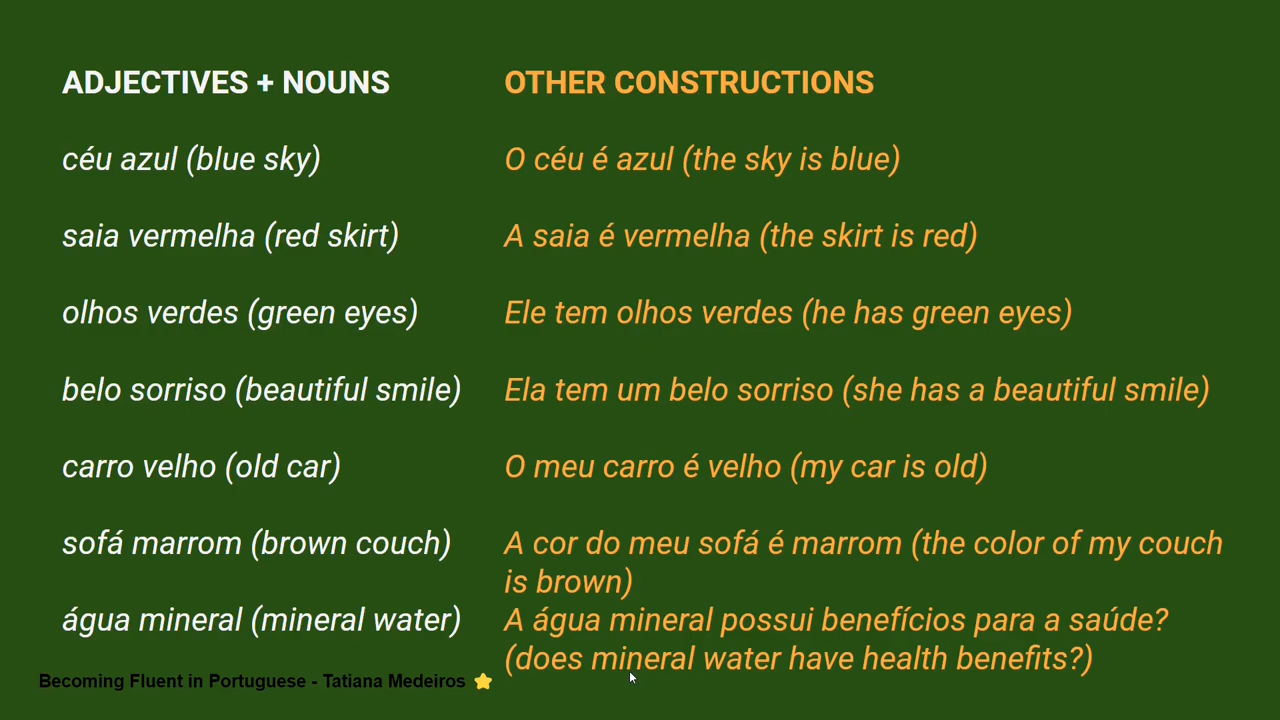 ADJECTIVES + NOUNS
céu azul (blue sky)
saia vermelha (red skirt)
olhos verdes (green eyes)
belo sorriso (beautiful smile)
carro velho (old car)
sofá marrom (brown couch)
água mineral (mineral water)
OTHER CONSTRUCTIONS
O céu é azul (the sky is blue)
A saia é vermelha (the skirt is red)
Ele tem olhos verdes (he has green eyes)
Ela tem um belo sorriso (she has a beautiful smile)
O meu carro é velho (my car is old)
A cor do meu sofá é marrom (the color of my couch
is brown)
A água mineral possui benefícios para a saúde?
(does mineral water have health benefits?)
Becoming Fluent in Portuguese - Tatiana Medeiros